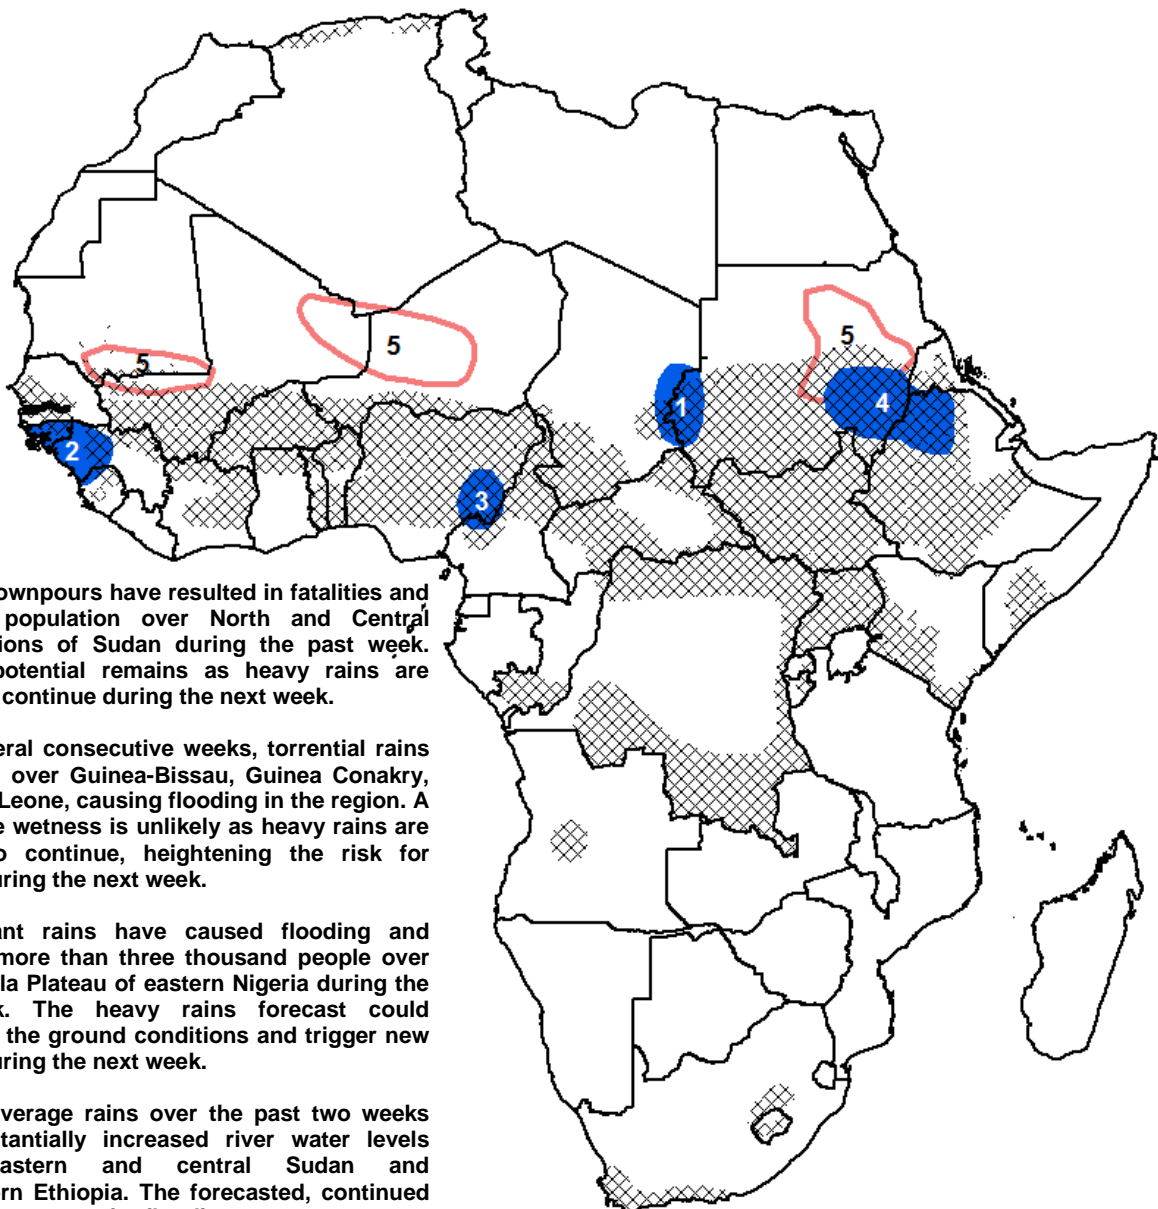 5
5
5
1
4
2
3
ownpours have resulted in fatalities and
population over North and Central
ions of Sudan during the past week.
potential remains as heavy rains are
continue during the next week.
eral consecutive weeks, torrential rains
over Guinea-Bissau, Guinea Conakry,
Leone, causing flooding in the region. A
e wetness is unlikely as heavy rains are
o continue, heightening the risk for
uring the next week.
ant rains have caused flooding and
more than three thousand people over
la Plateau of eastern Nigeria during the
k. The heavy rains forecast could
the ground conditions and trigger new
uring the next week.
verage rains over the past two weeks
tantially increased river water levels
astern and central Sudan and
rn Ethiopia. The forecasted, continued